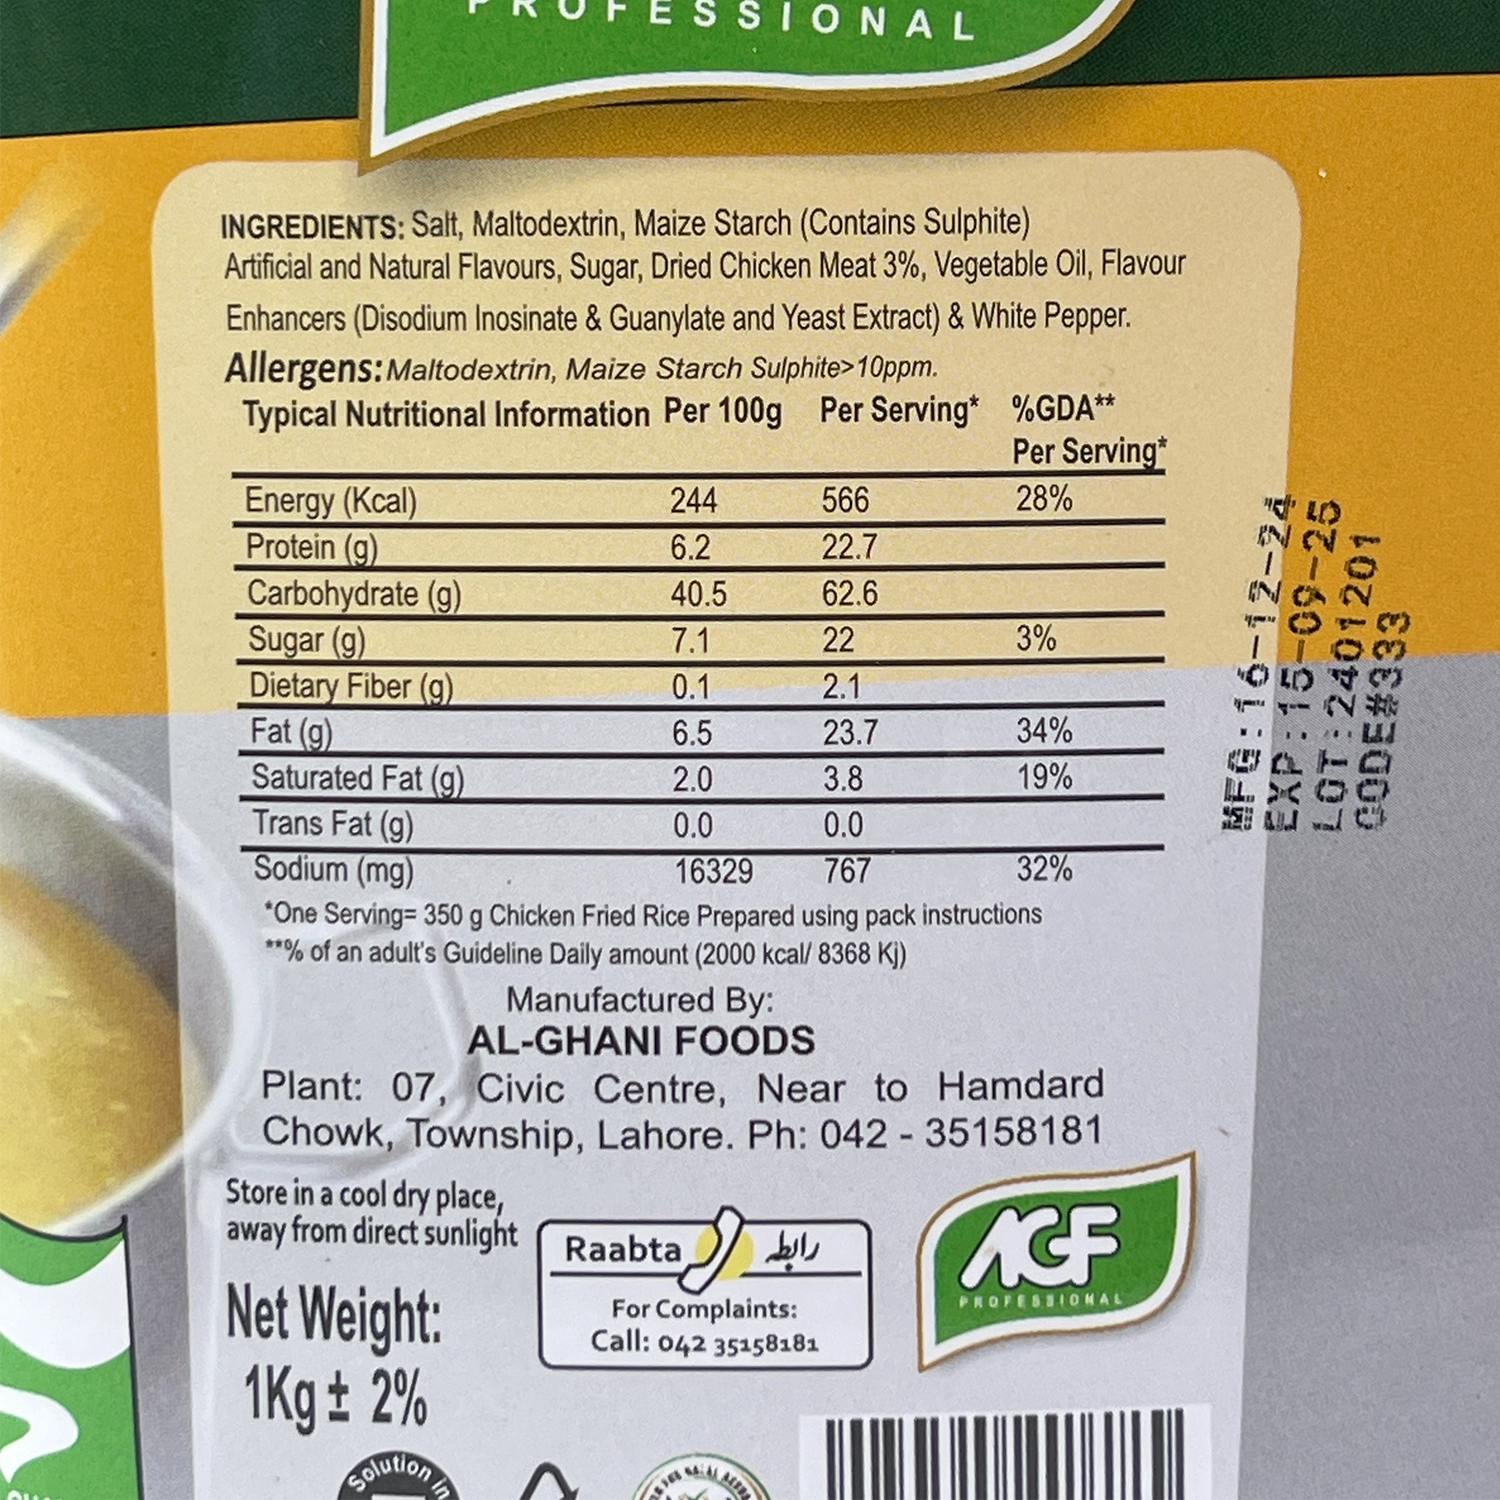 PROFESSIONAL
INGREDIENTS: Salt, Maltodextrin, Maize Starch (Contains Sulphite)
Artificial and Natural Flavours, Sugar, Dried Chicken Meat 3%, Vegetable Oil, Flavour
Enhancers (Disodium Inosinate & Guanylate and Yeast Extract) & White Pepper.
Allergens: Maltodextrin, Maize Starch Sulphite>10ppm.
Typical Nutritional Information Per 100g Per Serving* %GDA**
Per Serving*
Energy (Kcal) 244 566 28%
Protein (g) 6.2 22.7
Carbohydrate (g) 40.5 62.6
Sugar (g) 7.1 22 3%
Dietary Fiber (g) 0.1 2.1
Fat (g) 6.5 23.7 34%
Saturated Fat (g) 2.0 3.8 19%
Trans Fat (g) 0.0 0.0
Sodium (mg) 16329 767 32%
*One Serving= 350 g Chicken Fried Rice Prepared using pack instructions
**% of an adult's Guideline Daily amount (2000 kcal/ 8368 Kj)
Manufactured By:
AL-GHANI FOODS
Plant: 07, Civic Centre, Near to Hamdard
Chowk, Township, Lahore. Ph: 042 - 35158181
Store in a cool dry place,
away from direct sunlight
Net Weight:
1Kg ± 2%
Raabta رابطہ
For Complaints:
Call: 042 35158181
AGF
PROFESSIONAL
MFG:16-12-24
EXP:15-09-25
LOT:2401201
CODE#333
Solution in